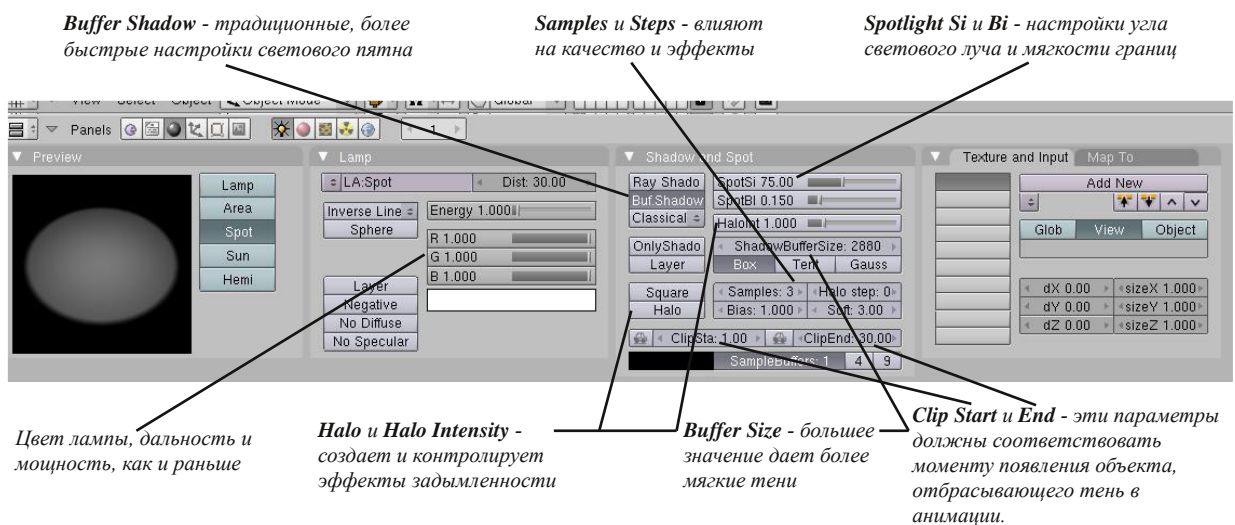 Buffer Shadow - традиционные, более
быстрые настройки светового пятна
Samples и Steps - влияют
на качество и эффекты
Spotlight Si и Bi - настройки угла
светового луча и мягкости границ
View Select Object Object Mode Global
Panels 1
Preview
Lamp
Area
Spot
Sun
Hemi
Lamp
LA:Spot Dist: 30.00
Inverse Line Energy 1.000
Sphere
R 1.000
G 1.000
B 1.000
Layer
Negative
No Diffuse
No Specular
Shadow and Spot
Ray Shado SpotSi 75.00
Buf.Shadow SpotBl 0.150
Classical HaloInt 1.000
OnlyShado ShadowBufferSize: 2880
Layer Box Tent Gauss
Square Samples: 3 Halo step: 0
Halo Bias: 1.000 Soft: 3.00
ClipSta: 1.00 ClipEnd: 30.00
SampleBuffers: 1 4 9
Texture and Input Map To
Add New
Glob View Object
dX 0.00 sizeX 1.000
dY 0.00 sizeY 1.000
dZ 0.00 sizeZ 1.000
Цвет лампы, дальность и
мощность, как и раньше
Halo и Halo Intensity -
создает и контролирует
эффекты задымленности
Buffer Size - большее
значение дает более
мягкие тени
Clip Start и End - эти параметры
должны соответствовать
моменту появления объекта,
отбрасывающего тень в
анимации.